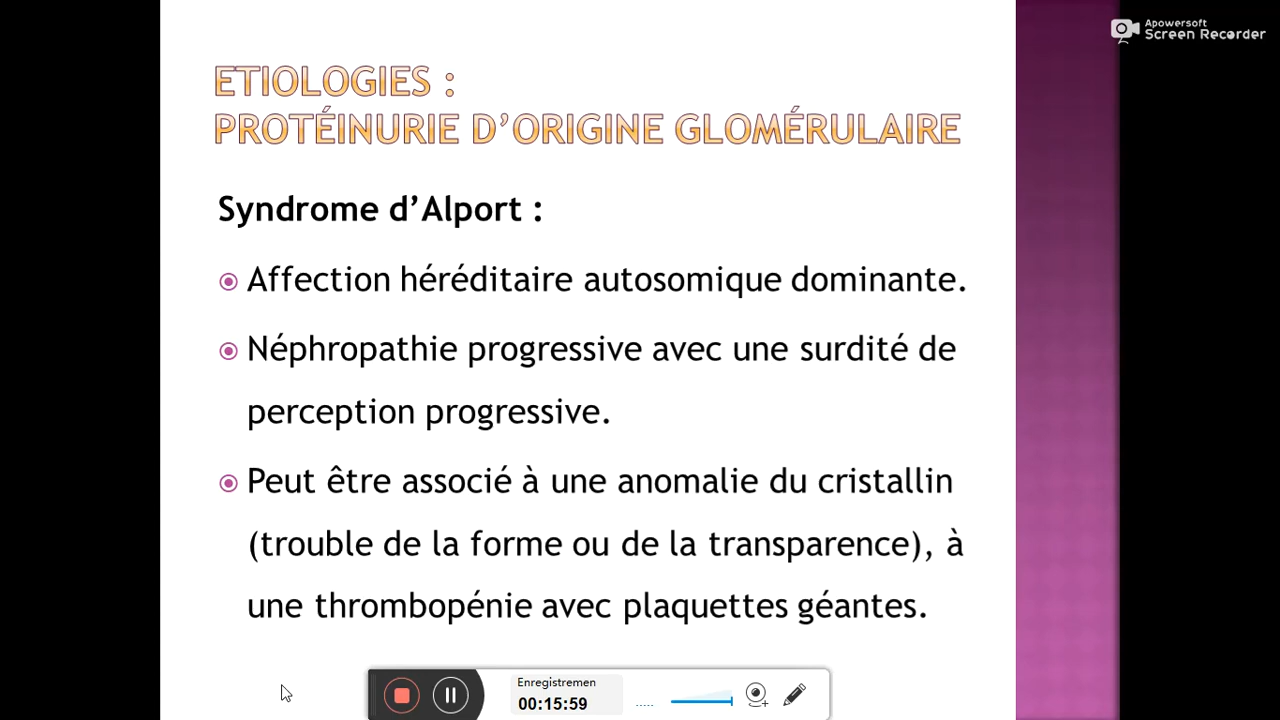 Apowersoft
Screen Recorder
ETIOLOGIES :
PROTÉINURIE D’ORIGINE GLOMÉRULAIRE
Syndrome d’Alport :
Affection héréditaire autosomique dominante.
Néphropathie progressive avec une surdité de
perception progressive.
Peut être associé à une anomalie du cristallin
(trouble de la forme ou de la transparence), à
une thrombopénie avec plaquettes géantes.
Enregistremen
00:15:59